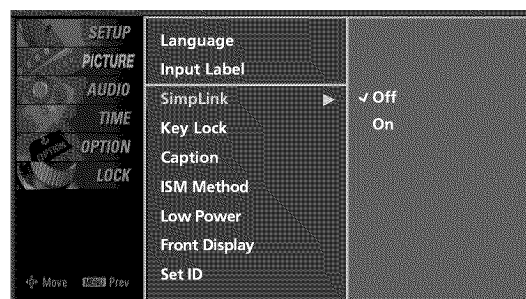 SETUP
PICTURE
AUDIO
TIME
OPTION
LOCK
Move MENU Prev
Language
Input Label
SimpLink
Key Lock
Caption
ISM Method
Low Power
Front Display
Set ID
Off
On